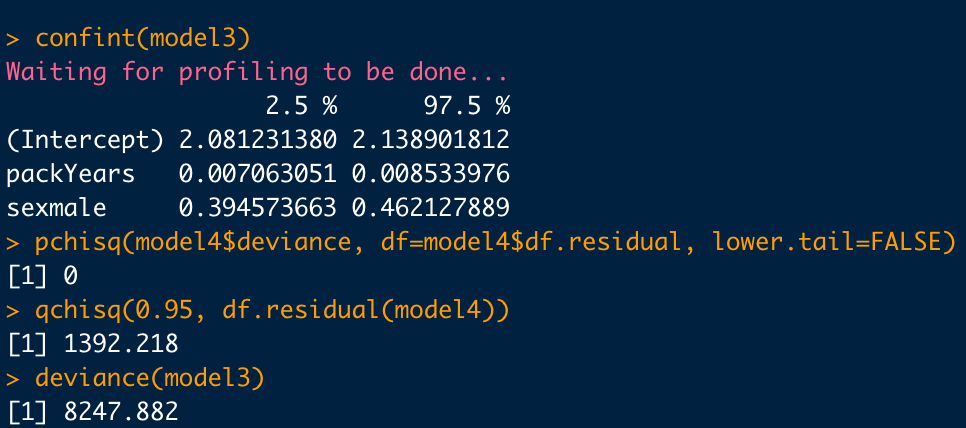 > confint(model3)
Waiting for profiling to be done...
2.5 % 97.5 %
(Intercept) 2.081231380 2.138901812
packYears 0.007063051 0.008533976
sexmale 0.394573663 0.462127889
> pchisq(model4$deviance, df=model4$df.residual, lower.tail=FALSE)
[1] 0
> qchisq(0.95, df.residual(model4))
[1] 1392.218
> deviance(model3)
[1] 8247.882